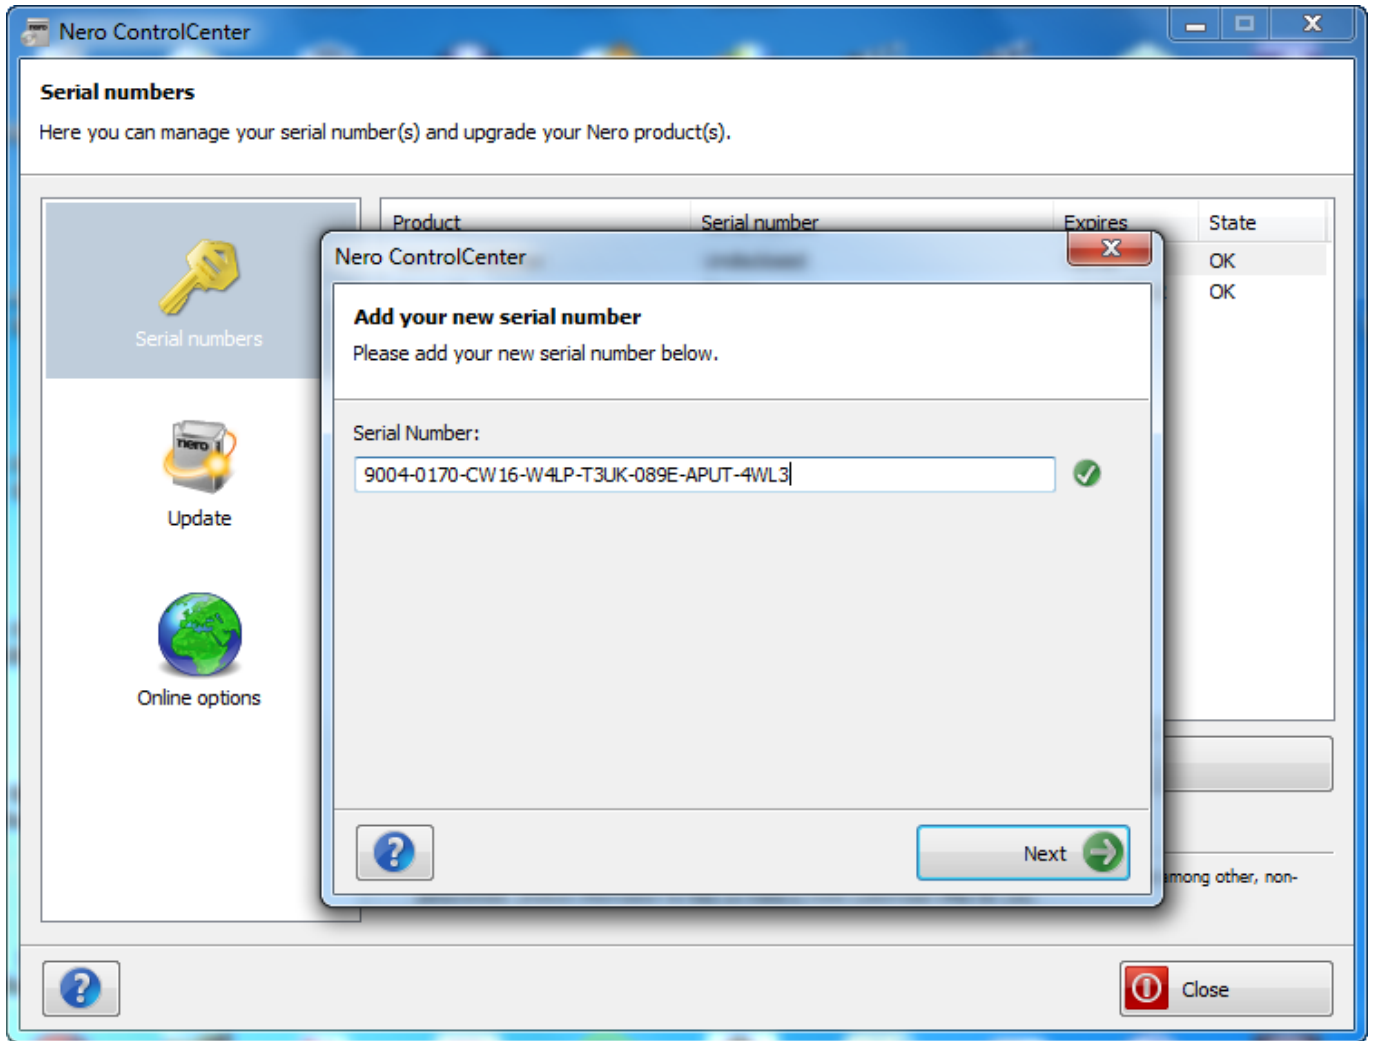 Nero ControlCenter
Serial numbers
Here you can manage your serial number(s) and upgrade your Nero product(s).
Product Serial number Expires State
OK
OK
Serial numbers
nero
Update
Online options
Nero ControlCenter
Add your new serial number
Please add your new serial number below.
Serial Number:
9004-0170-CW16-W4LP-T3UK-089E-APUT-4WL3
Next
among other, non-
Close